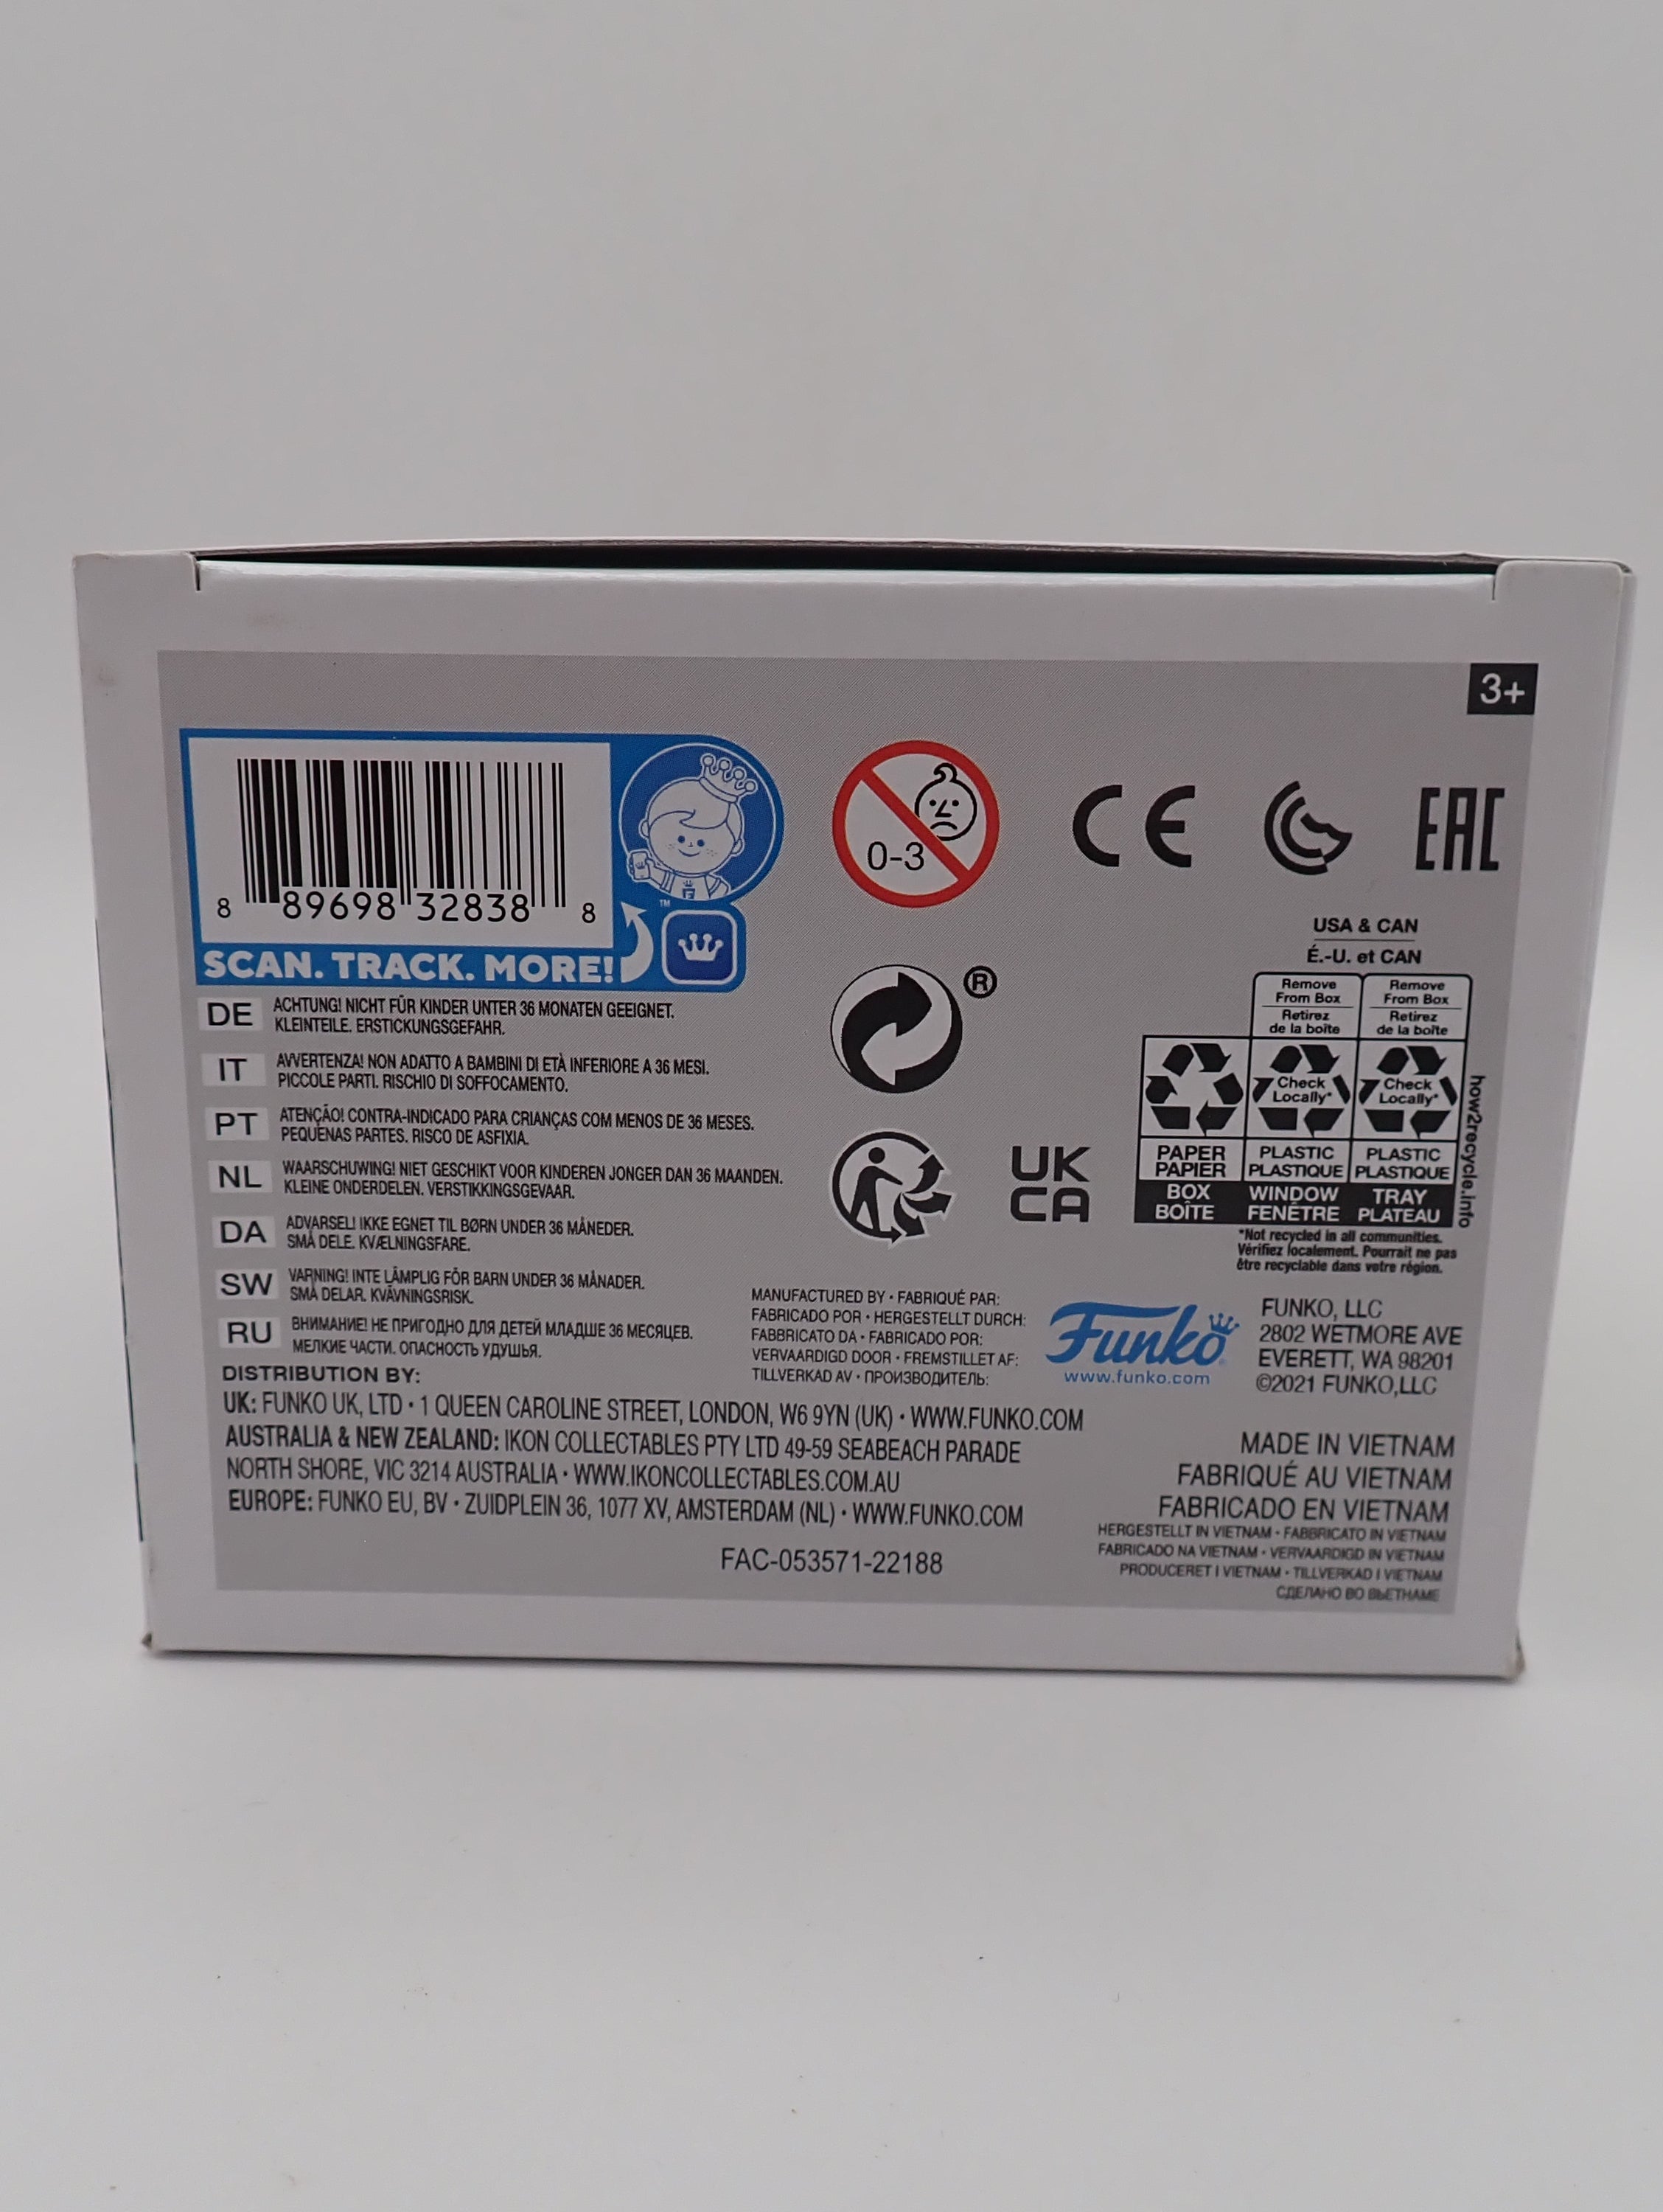 3+
8 89698 32838 8
SCAN. TRACK. MORE!
TM
0-3
CE
EAC
®
UK
CA
USA & CAN
É.-U. et CAN
Remove
From Box
Retirez
de la boîte
Remove
From Box
Retirez
de la boîte
Check
Locally*
Check
Locally*
PAPER
PAPIER
PLASTIC
PLASTIQUE
PLASTIC
PLASTIQUE
BOX
BOÎTE
WINDOW
FENÊTRE
TRAY
PLATEAU
how2recycle.info
*Not recycled in all communities.
Vérifiez localement. Pourrait ne pas
être recyclable dans votre région.
DE ACHTUNG! NICHT FÜR KINDER UNTER 36 MONATEN GEEIGNET.
KLEINTEILE. ERSTICKUNGSGEFAHR.
IT AVVERTENZA! NON ADATTO A BAMBINI DI ETÀ INFERIORE A 36 MESI.
PICCOLE PARTI. RISCHIO DI SOFFOCAMENTO.
PT ATENÇÃO! CONTRA-INDICADO PARA CRIANÇAS COM MENOS DE 36 MESES.
PEQUENAS PARTES. RISCO DE ASFIXIA.
NL WAARSCHUWING! NIET GESCHIKT VOOR KINDEREN JONGER DAN 36 MAANDEN.
KLEINE ONDERDELEN. VERSTIKKINGSGEVAAR.
DA ADVARSEL! IKKE EGNET TIL BØRN UNDER 36 MÅNEDER.
SMÅ DELE. KVÆLNINGSFARE.
SW VARNING! INTE LÄMPLIG FÖR BARN UNDER 36 MÅNADER.
SMÅ DELAR. KVÄVNINGSRISK.
RU ВНИМАНИЕ! НЕ ПРИГОДНО ДЛЯ ДЕТЕЙ МЛАДШЕ 36 МЕСЯЦЕВ.
МЕЛКИЕ ЧАСТИ. ОПАСНОСТЬ УДУШЬЯ.
MANUFACTURED BY • FABRIQUÉ PAR:
FABRICADO POR • HERGESTELLT DURCH:
FABBRICATO DA • FABRICADO POR:
VERVAARDIGD DOOR • FREMSTILLET AF:
TILLVERKAD AV • ПРОИЗВОДИТЕЛЬ:
Funko
www.funko.com
FUNKO, LLC
2802 WETMORE AVE
EVERETT, WA 98201
©2021 FUNKO,LLC
DISTRIBUTION BY:
UK: FUNKO UK, LTD • 1 QUEEN CAROLINE STREET, LONDON, W6 9YN (UK) • WWW.FUNKO.COM
AUSTRALIA & NEW ZEALAND: IKON COLLECTABLES PTY LTD 49-59 SEABEACH PARADE
NORTH SHORE, VIC 3214 AUSTRALIA • WWW.IKONCOLLECTABLES.COM.AU
EUROPE: FUNKO EU, BV • ZUIDPLEIN 36, 1077 XV, AMSTERDAM (NL) • WWW.FUNKO.COM
FAC-053571-22188
MADE IN VIETNAM
FABRIQUÉ AU VIETNAM
FABRICADO EN VIETNAM
HERGESTELLT IN VIETNAM • FABBRICATO IN VIETNAM
FABRICADO NA VIETNAM • VERVAARDIGD IN VIETNAM
PRODUCERET I VIETNAM • TILLVERKAD I VIETNAM
СДЕЛАНО ВО ВЬЕТНАМЕ